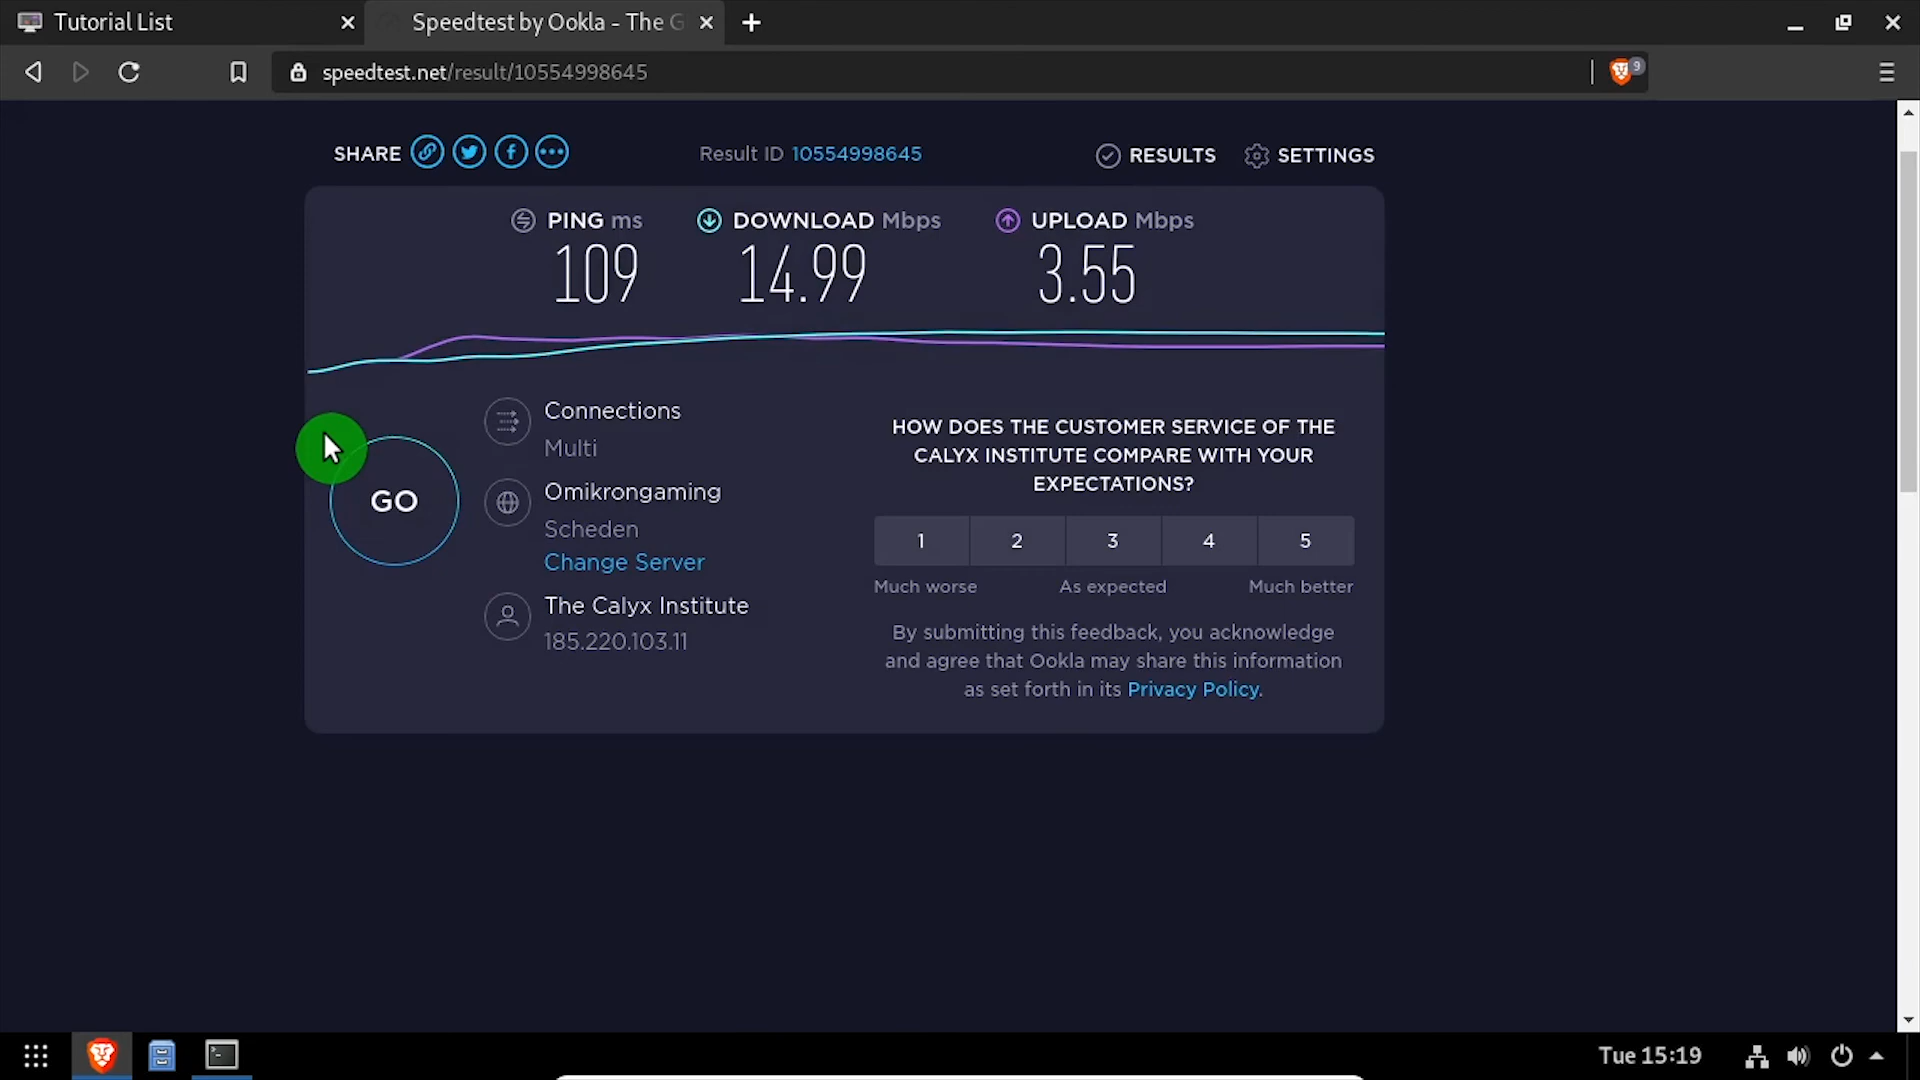 Tutorial List
Speedtest by Ookla - The G
speedtest.net/result/10554998645
9
SHARE
Result ID 10554998645
RESULTS
SETTINGS
PING ms
DOWNLOAD Mbps
UPLOAD Mbps
109
14.99
3.55
GO
Connections
Multi
Omikrongaming
Scheden
Change Server
The Calyx Institute
185.220.103.11
HOW DOES THE CUSTOMER SERVICE OF THE
CALYX INSTITUTE COMPARE WITH YOUR
EXPECTATIONS?
1 2 3 4 5
Much worse As expected Much better
By submitting this feedback, you acknowledge
and agree that Ookla may share this information
as set forth in its Privacy Policy.
Tue 15:19